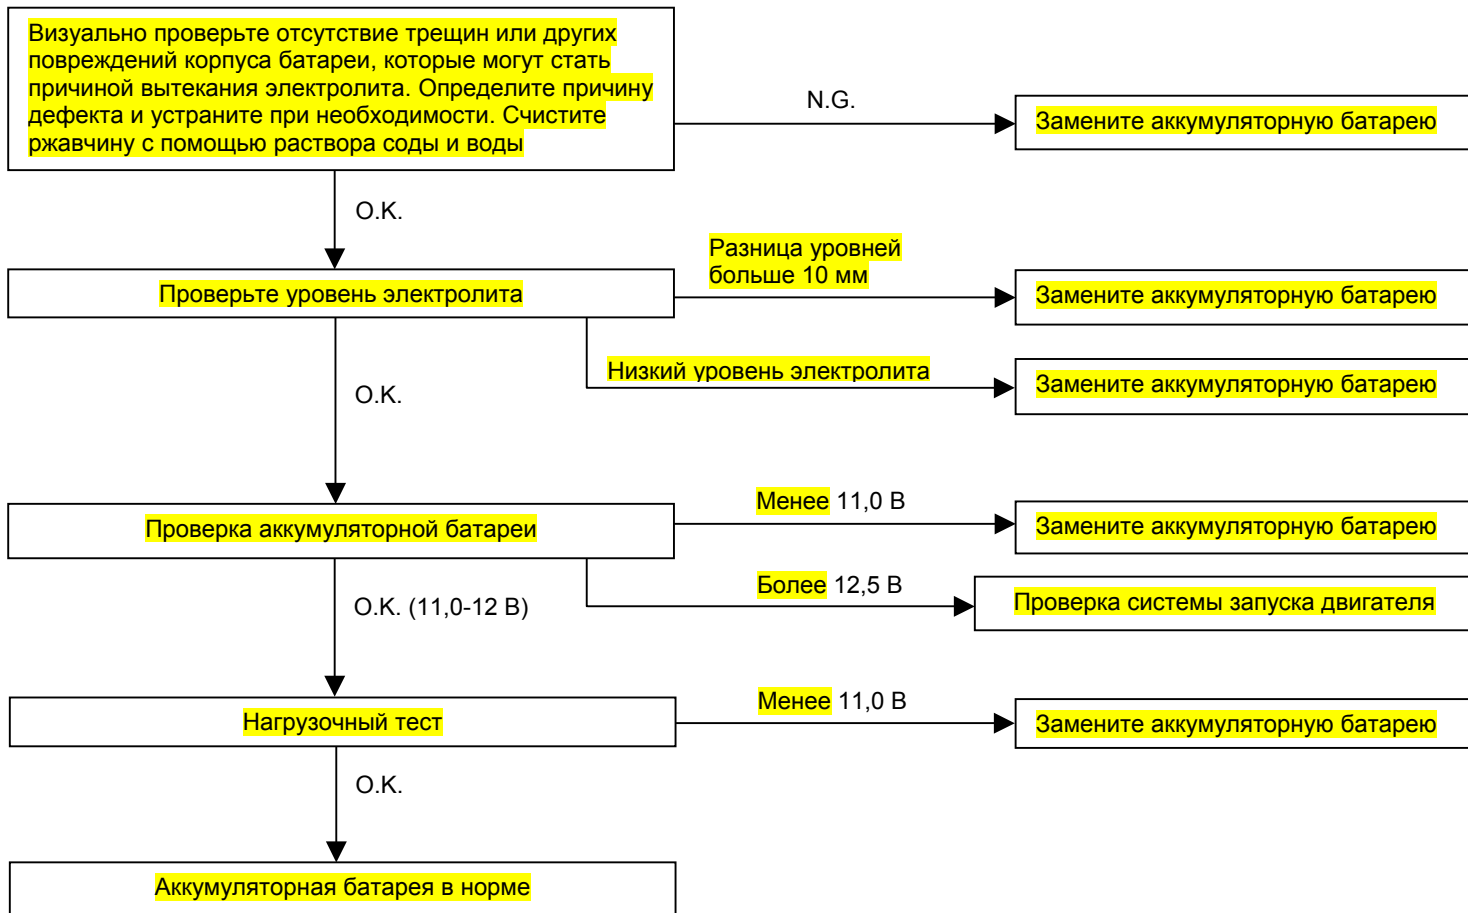 Визуально проверьте отсутствие трещин или других
повреждений корпуса батареи, которые могут стать
причиной вытекания электролита. Определите причину
дефекта и устраните при необходимости. Счистите
ржавчину с помощью раствора соды и воды
N.G.
Замените аккумуляторную батарею
O.K.
Разница уровней
больше 10 мм
Проверьте уровень электролита
Замените аккумуляторную батарею
Низкий уровень электролита
Замените аккумуляторную батарею
O.K.
Менее 11,0 В
Проверка аккумуляторной батареи
Замените аккумуляторную батарею
Более 12,5 В
Проверка системы запуска двигателя
O.K. (11,0-12 В)
Менее 11,0 В
Нагрузочный тест
Замените аккумуляторную батарею
O.K.
Аккумуляторная батарея в норме